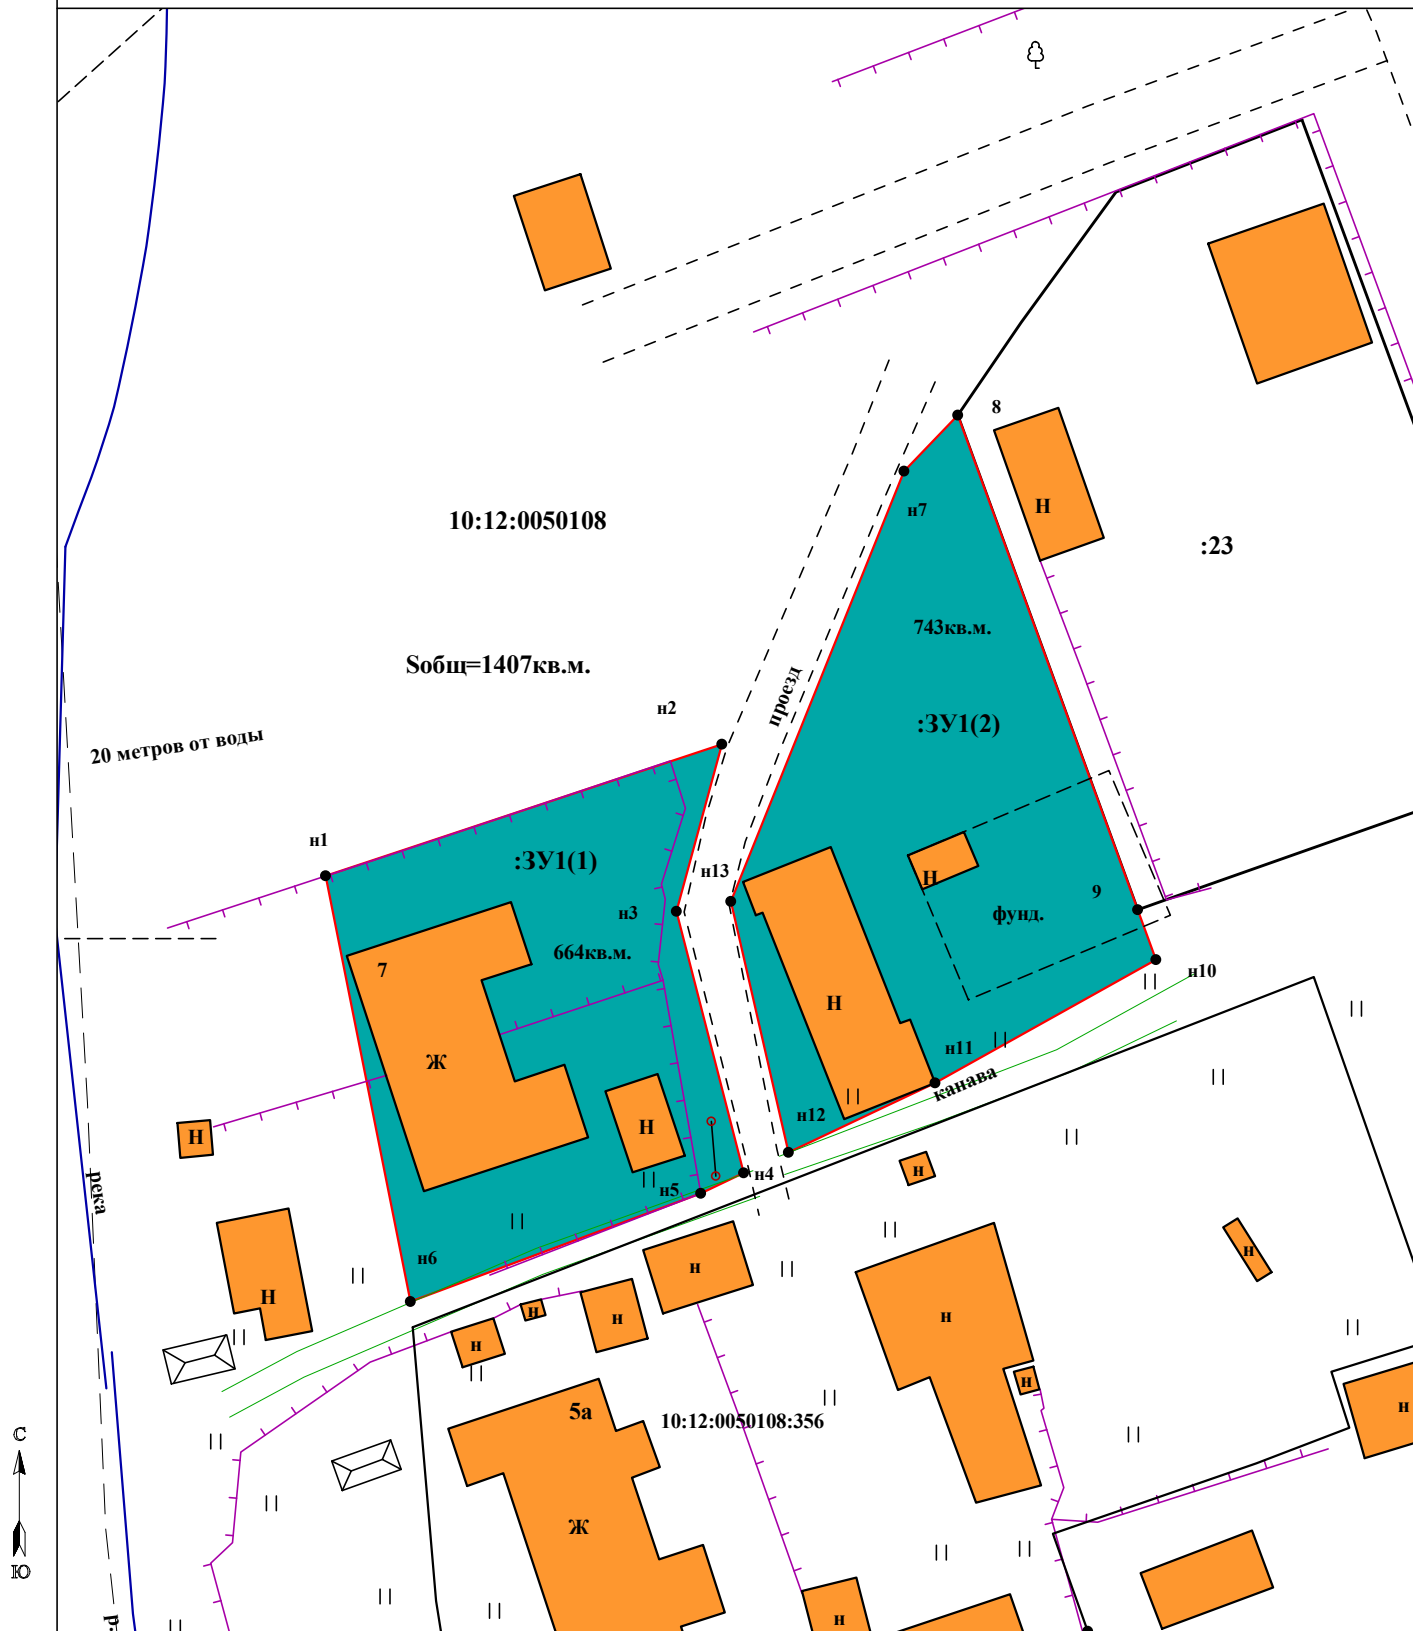 8
н7
Н
10:12:0050108
:23
743кв.м.
Sобщ=1407кв.м.
проезд
н2
:ЗУ1(2)
20 метров от воды
н1
:ЗУ1(1)
н13
Н
9
н3
фунд.
664кв.м.
7
н10
Н
Ж
н11
канава
н12
Н
Н
н4
н5
н
река
н6
н
н
Н
н
н
н
н
н
5а
10:12:0050108:356
н
С
Ж
Ю
н
р.